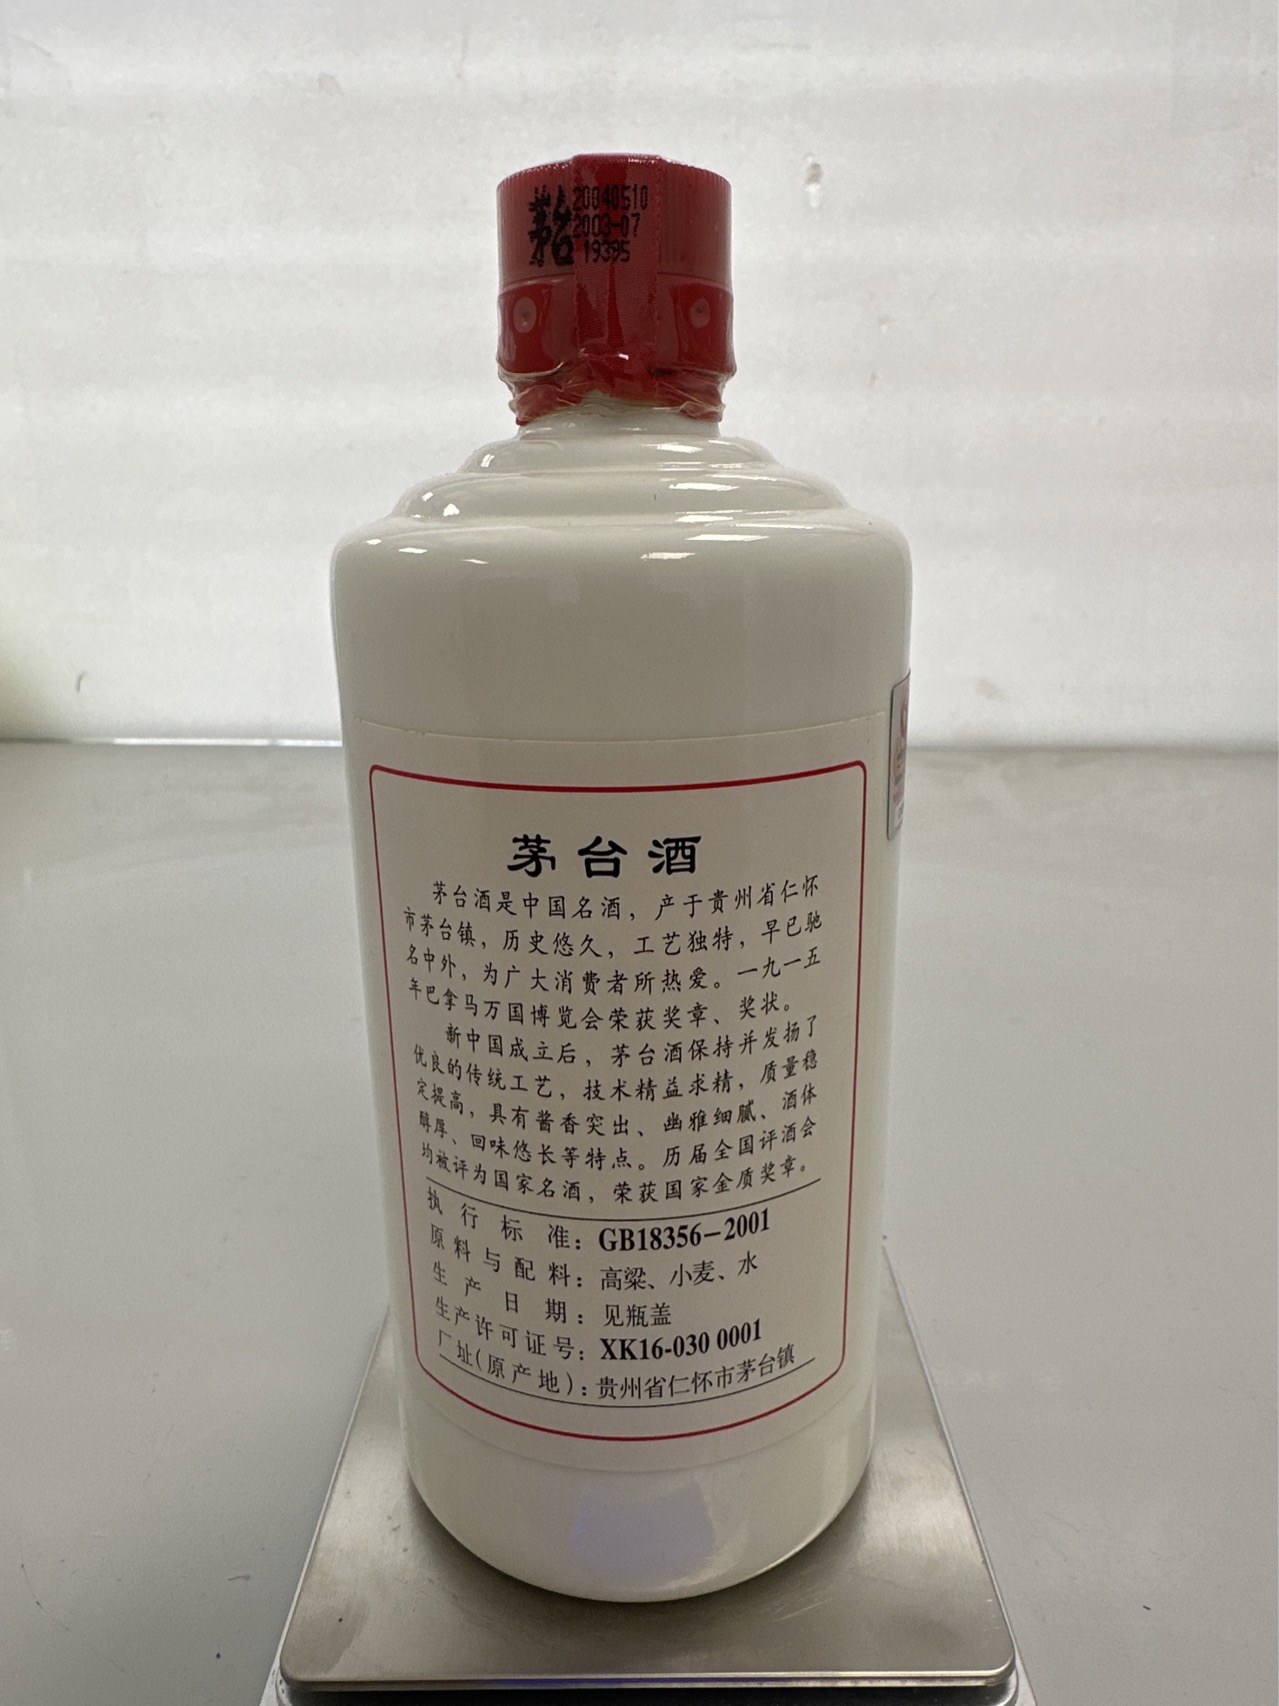 茅台
20040510
2003-07
19395
茅台酒
茅台酒是中国名酒，产于贵州省仁怀
市茅台镇，历史悠久，工艺独特，早已驰
名中外，为广大消费者所热爱。一九一五
年巴拿马万国博览会荣获奖章、奖状。
新中国成立后，茅台酒保持并发扬了
优良的传统工艺，技术精益求精，质量稳
定提高，具有酱香突出、幽雅细腻、酒体
醇厚、回味悠长等特点。历届全国评酒会
均被评为国家名酒，荣获国家金质奖章。
执行标准：GB18356-2001
原料与配料：高粱、小麦、水
生产日期：见瓶盖
生产许可证号：XK16-030 0001
厂址(原产地)：贵州省仁怀市茅台镇